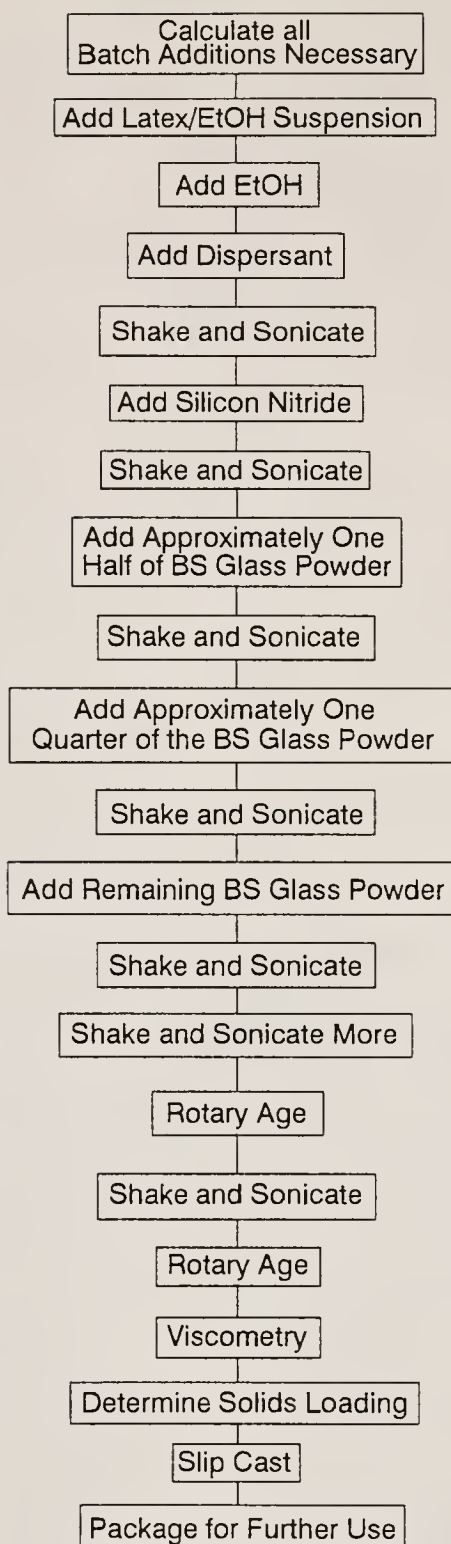 Calculate all
Batch Additions Necessary
Add Latex/EtOH Suspension
Add EtOH
Add Dispersant
Shake and Sonicate
Add Silicon Nitride
Shake and Sonicate
Add Approximately One
Half of BS Glass Powder
Shake and Sonicate
Add Approximately One
Quarter of the BS Glass Powder
Shake and Sonicate
Add Remaining BS Glass Powder
Shake and Sonicate
Shake and Sonicate More
Rotary Age
Shake and Sonicate
Rotary Age
Viscometry
Determine Solids Loading
Slip Cast
Package for Further Use